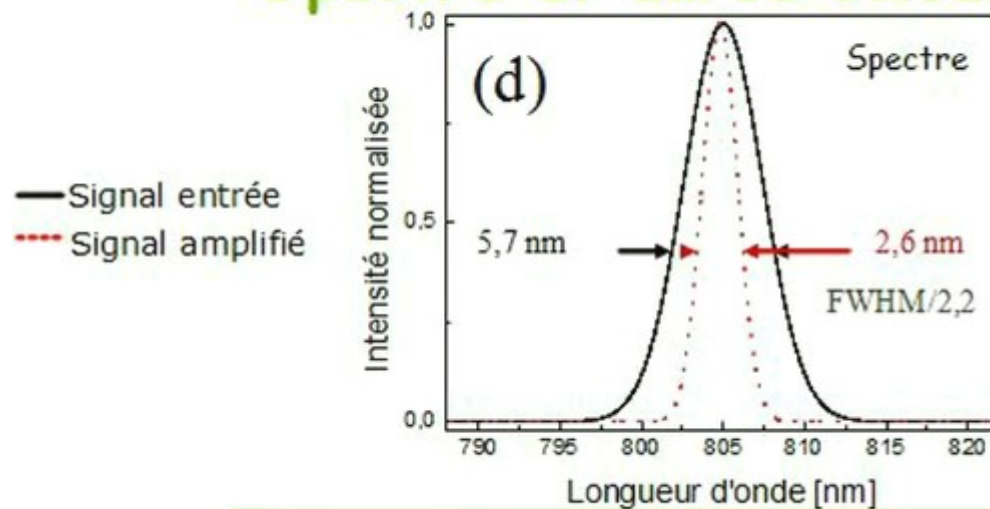 (d)
Spectre
Signal entrée
Signal amplifié
Intensité normalisée
1,0
0,5
0,0
5,7 nm
2,6 nm
FWHM/2,2
790 795 800 805 810 815 820
Longueur d'onde [nm]